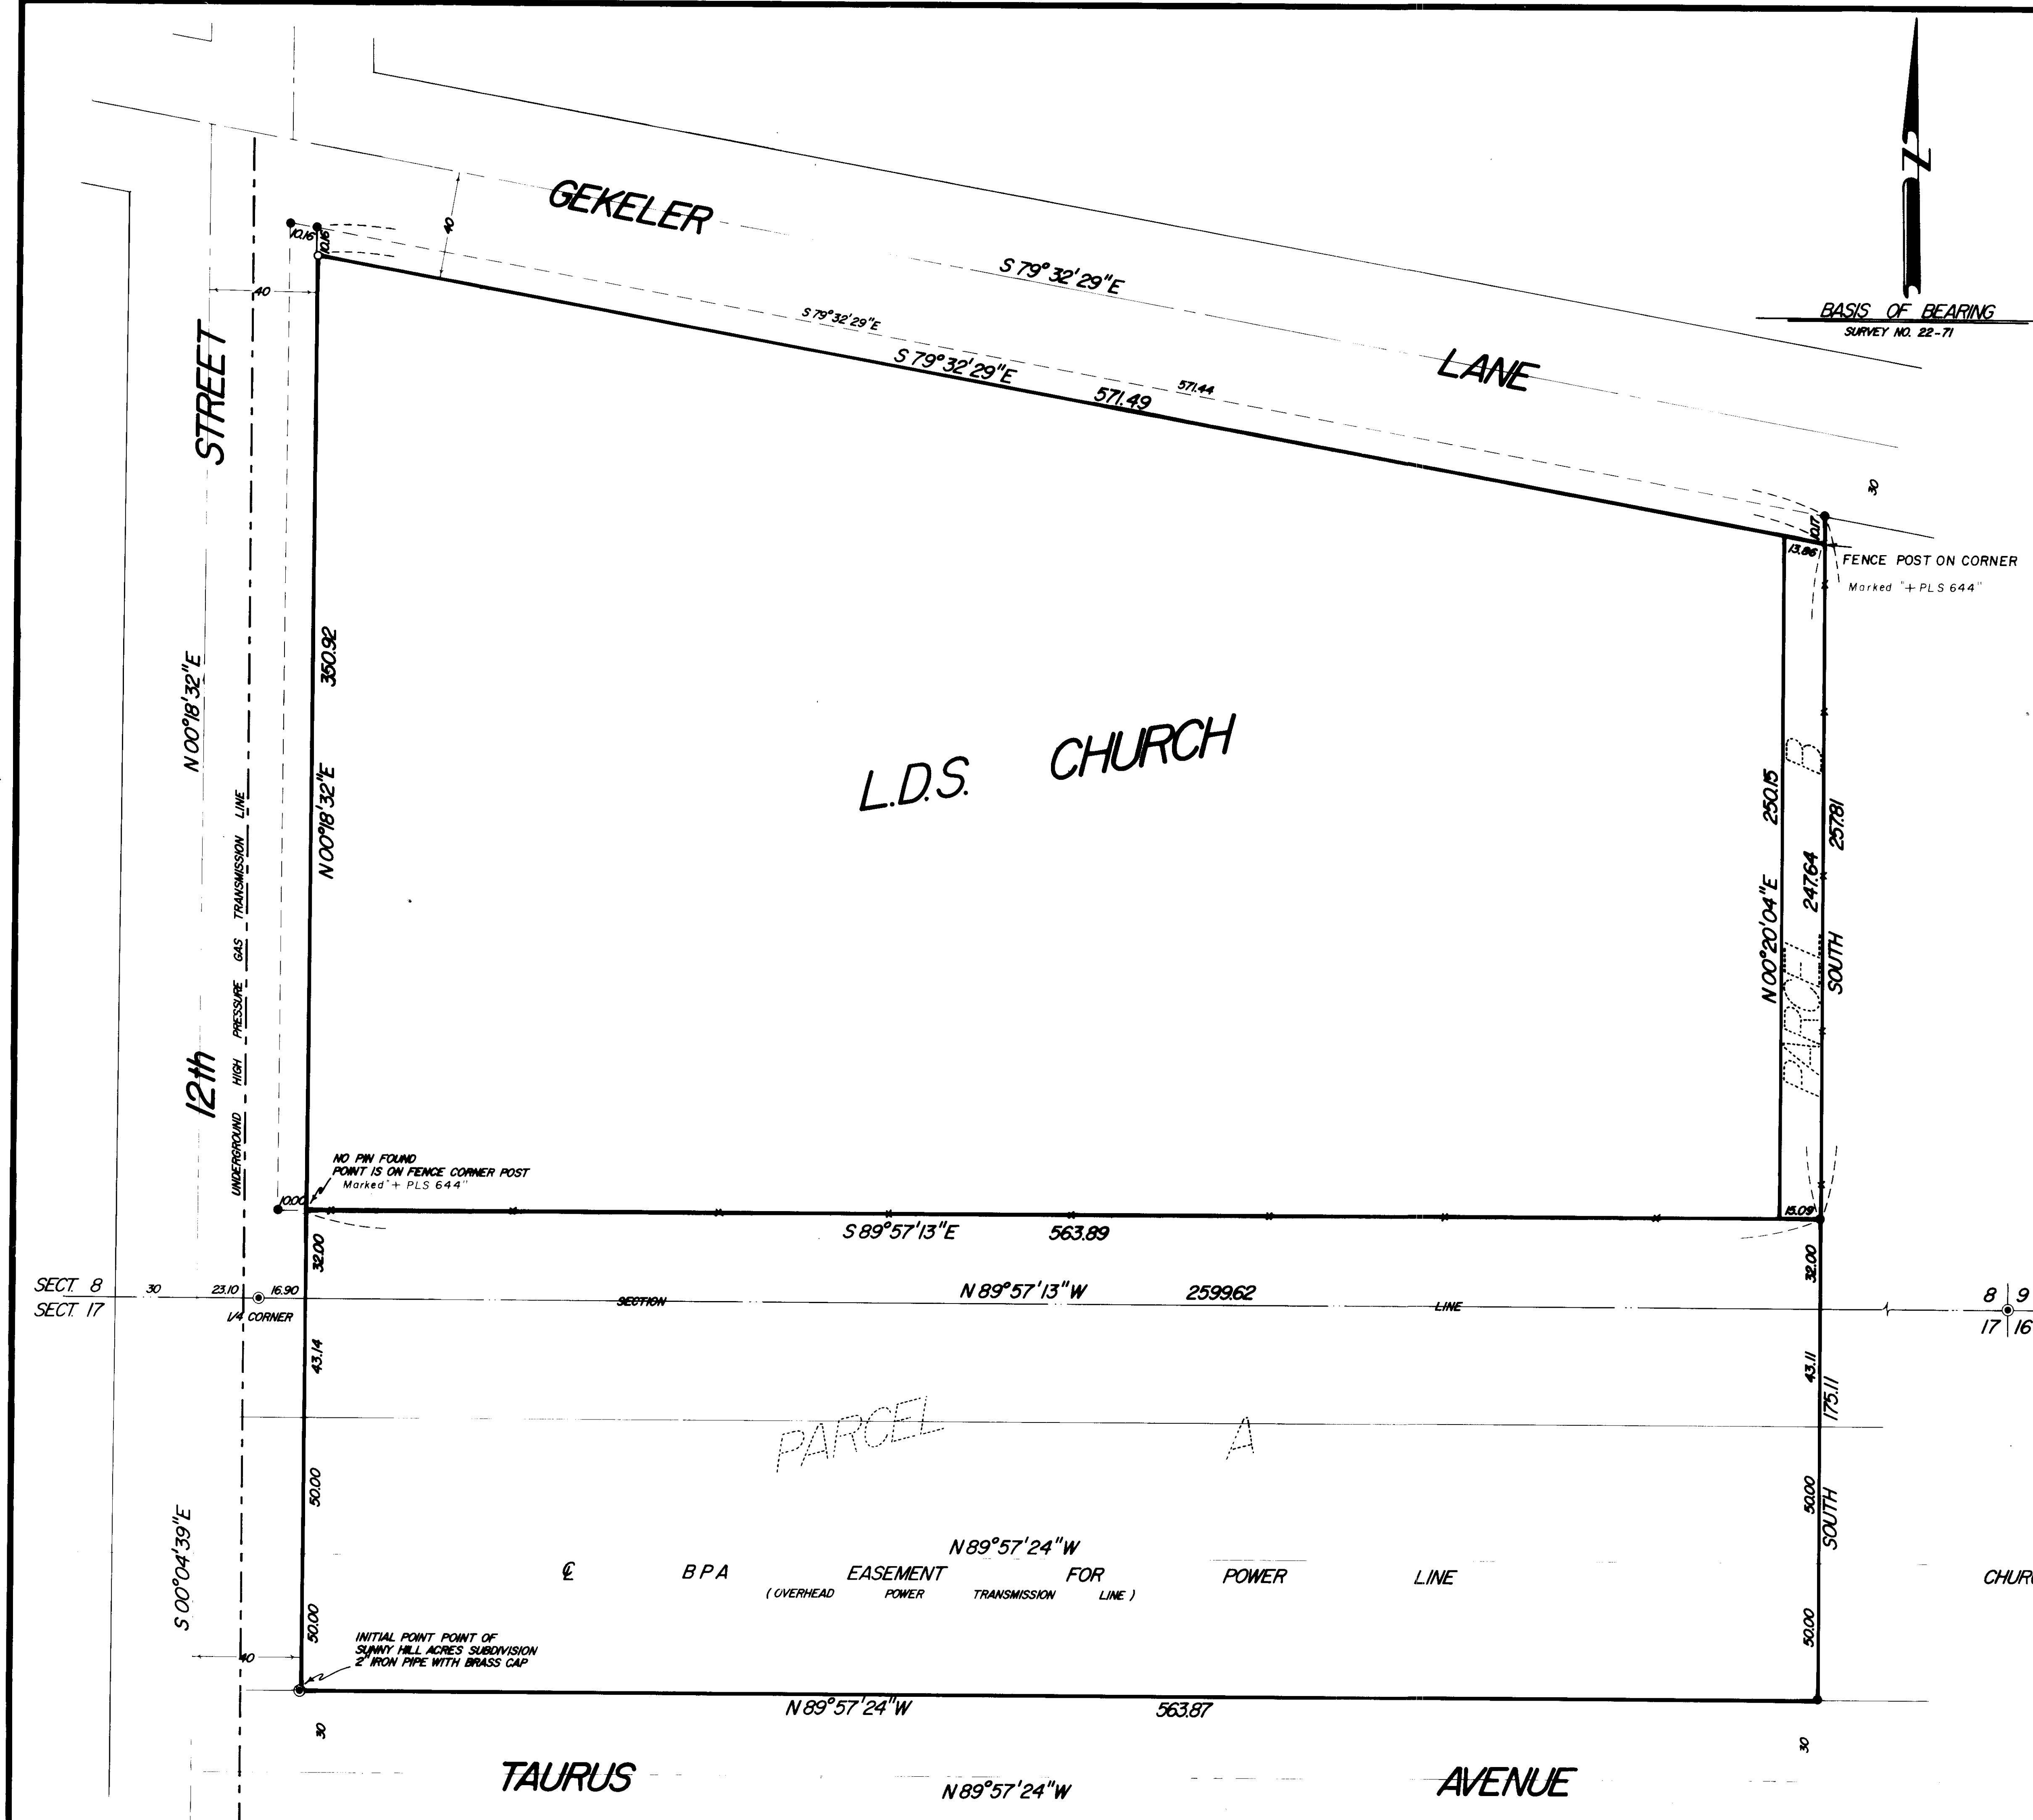 GEKELER
LANE
S 79°32'29"E
S 79°32'29"E
571.44
S 79°32'29"E
571.49
40
10.16
10.16
40
BASIS OF BEARING
SURVEY NO. 22-71
30
10.17
13.86
FENCE POST ON CORNER
Marked "+ PLS 644"
12th STREET
N 00°18'32"E
UNDERGROUND HIGH PRESSURE GAS TRANSMISSION LINE
N 00°18'32"E
350.92
L.D.S. CHURCH
N 00°20'04"E
250.15
PARCEL B
247.64
SOUTH
257.81
NO PIN FOUND
POINT IS ON FENCE CORNER POST
Marked "+ PLS 644"
10.00
S 89°57'13"E
563.89
15.09
32.00
32.00
SECT. 8
SECT. 17
30
23.10
16.90
1/4 CORNER
SECTION LINE
N 89°57'13"W
2599.62
8 9
17 16
43.14
43.11
175.11
PARCEL A
50.00
50.00
SOUTH
S 00°04'39"E
N 89°57'24"W
℄ BPA EASEMENT FOR POWER LINE
(OVERHEAD POWER TRANSMISSION LINE)
50.00
50.00
INITIAL POINT POINT OF
SUNNY HILL ACRES SUBDIVISION
2" IRON PIPE WITH BRASS CAP
40
N 89°57'24"W
563.87
30
30
TAURUS AVENUE
N 89°57'24"W